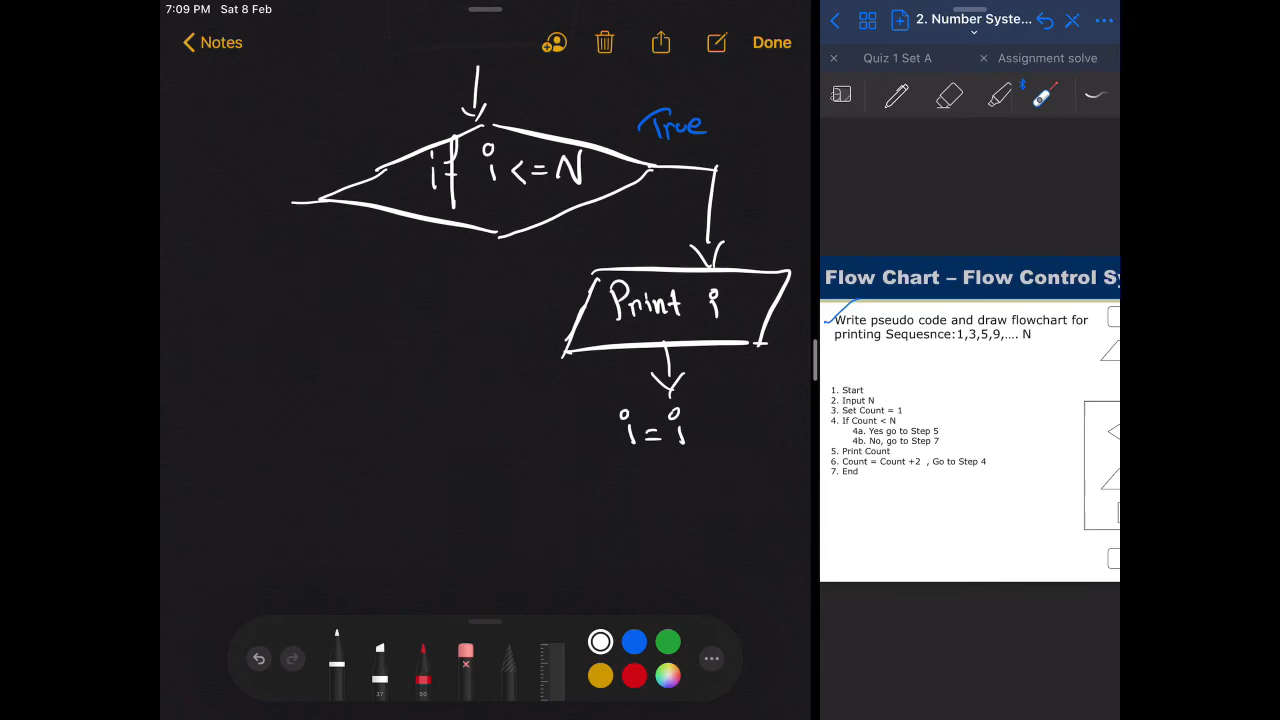 7:09 PM Sat 8 Feb
Notes
Done
True
if i <= N
Print i
i = i
37
50
2. Number Syste...
Quiz 1 Set A
Assignment solve
Flow Chart – Flow Control Sy
Write pseudo code and draw flowchart for
printing Sequesnce:1,3,5,9,.... N
1. Start
2. Input N
3. Set Count = 1
4. If Count < N
4a. Yes go to Step 5
4b. No, go to Step 7
5. Print Count
6. Count = Count +2 , Go to Step 4
7. End